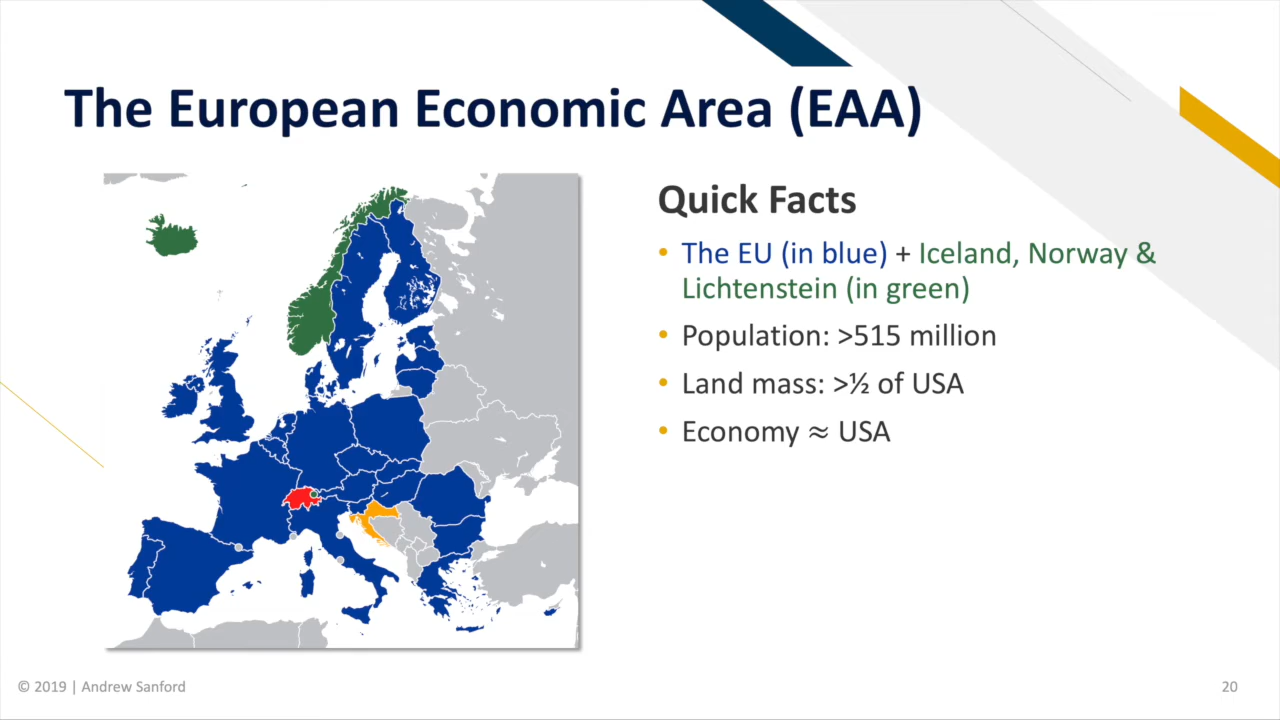 The European Economic Area (EAA)
Quick Facts
• The EU (in blue) + Iceland, Norway &
Lichtenstein (in green)
• Population: >515 million
• Land mass: >½ of USA
• Economy ≈ USA
© 2019 | Andrew Sanford
20